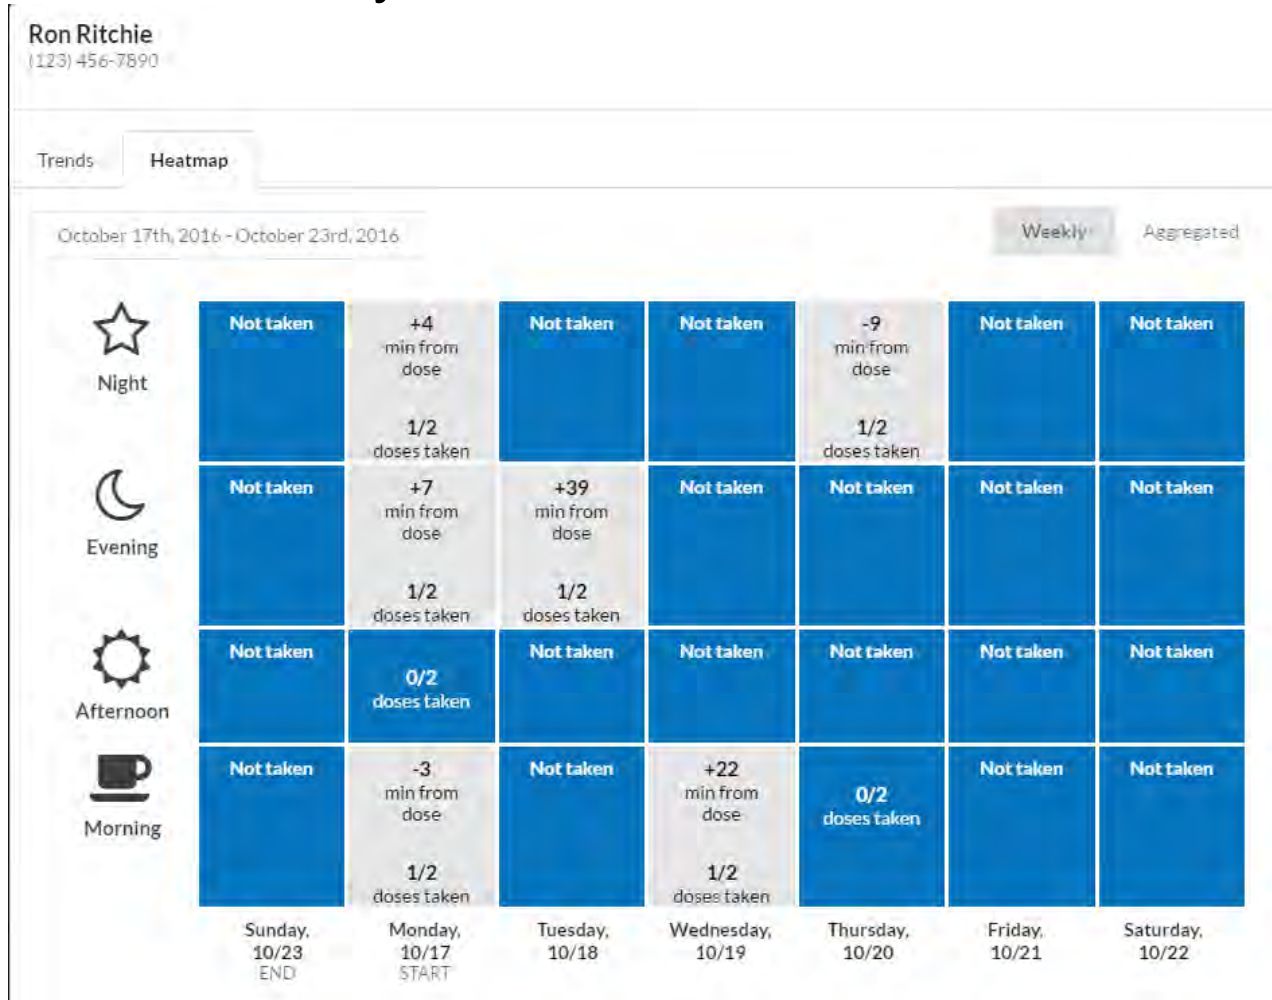 Ron Ritchie
(123) 456-7890
Trends Heatmap
October 17th, 2016 - October 23rd, 2016 Weekly Aggregated
Night
Not taken
+4
min from
dose
1/2
doses taken
Not taken
Not taken
-9
min from
dose
1/2
doses taken
Not taken
Not taken
Evening
Not taken
+7
min from
dose
1/2
doses taken
+39
min from
dose
1/2
doses taken
Not taken
Not taken
Not taken
Not taken
Afternoon
Not taken
0/2
doses taken
Not taken
Not taken
Not taken
Not taken
Not taken
Morning
Not taken
-3
min from
dose
1/2
doses taken
Not taken
+22
min from
dose
1/2
doses taken
0/2
doses taken
Not taken
Not taken
Sunday,
10/23
END
Monday,
10/17
START
Tuesday,
10/18
Wednesday,
10/19
Thursday,
10/20
Friday,
10/21
Saturday,
10/22